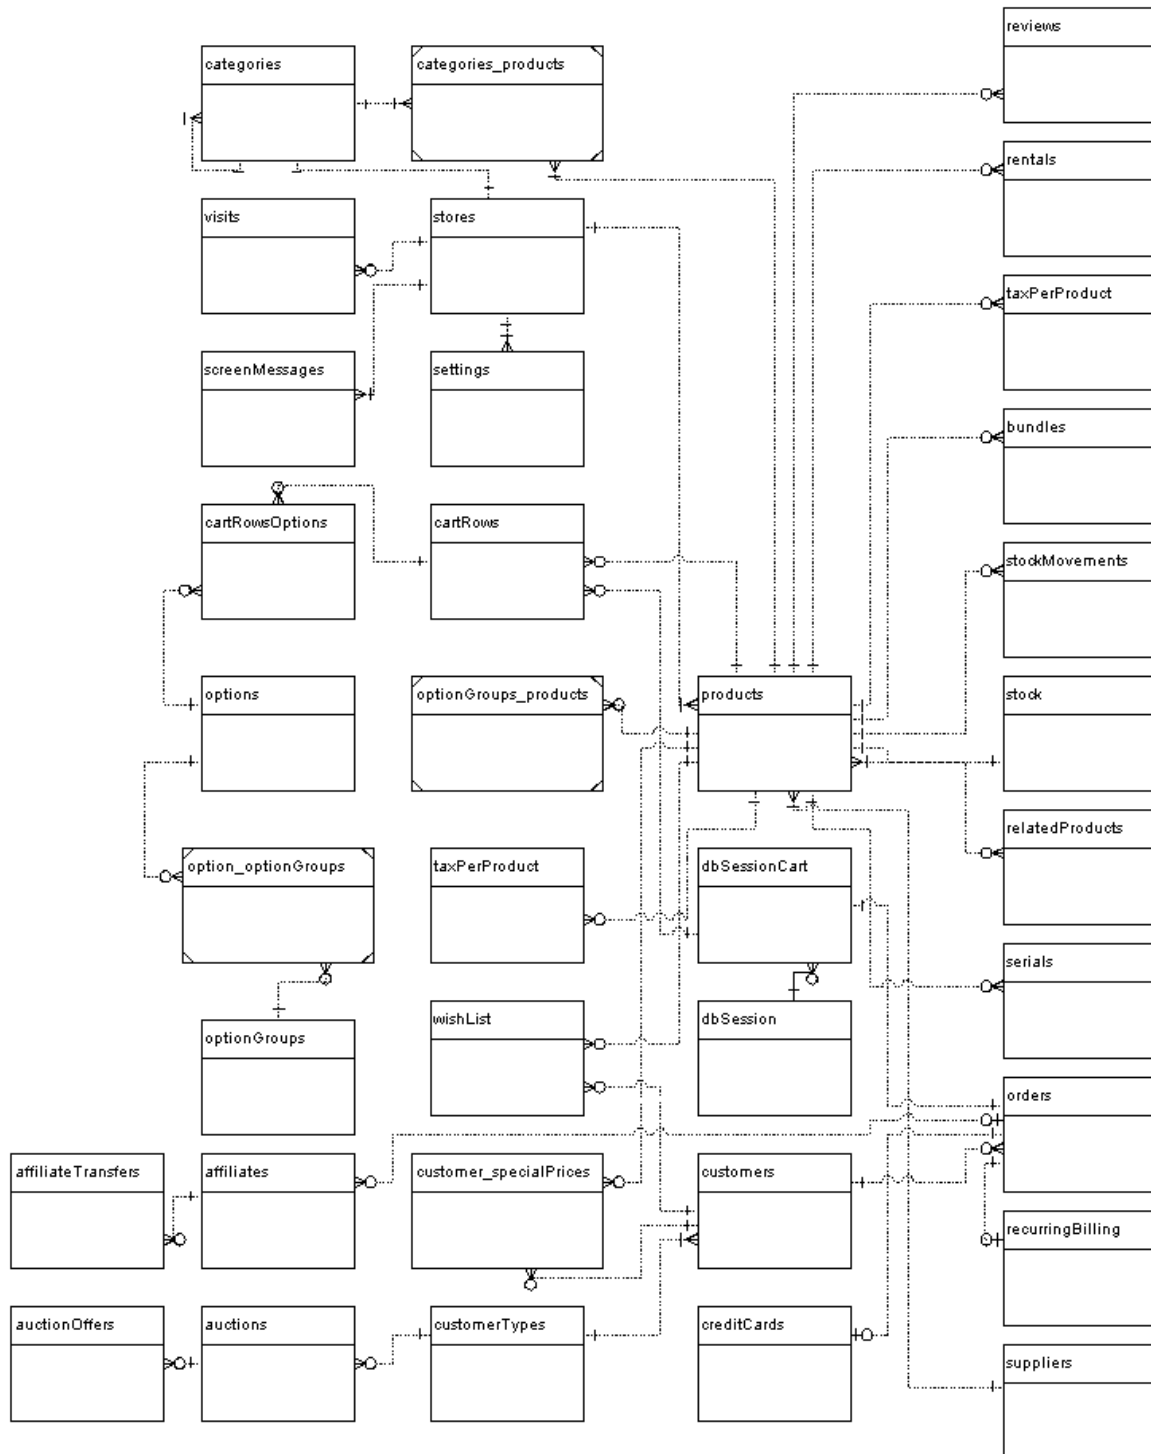 reviews
categories
categories_products
rentals
visits
stores
taxPerProduct
screenMessages
settings
bundles
cartRowsOptions
cartRows
stockMovements
options
optionGroups_products
products
stock
relatedProducts
option_optionGroups
taxPerProduct
dbSessionCart
serials
wishList
dbSession
optionGroups
orders
affiliateTransfers
affiliates
customer_specialPrices
customers
recurringBilling
auctionOffers
auctions
customerTypes
creditCards
suppliers